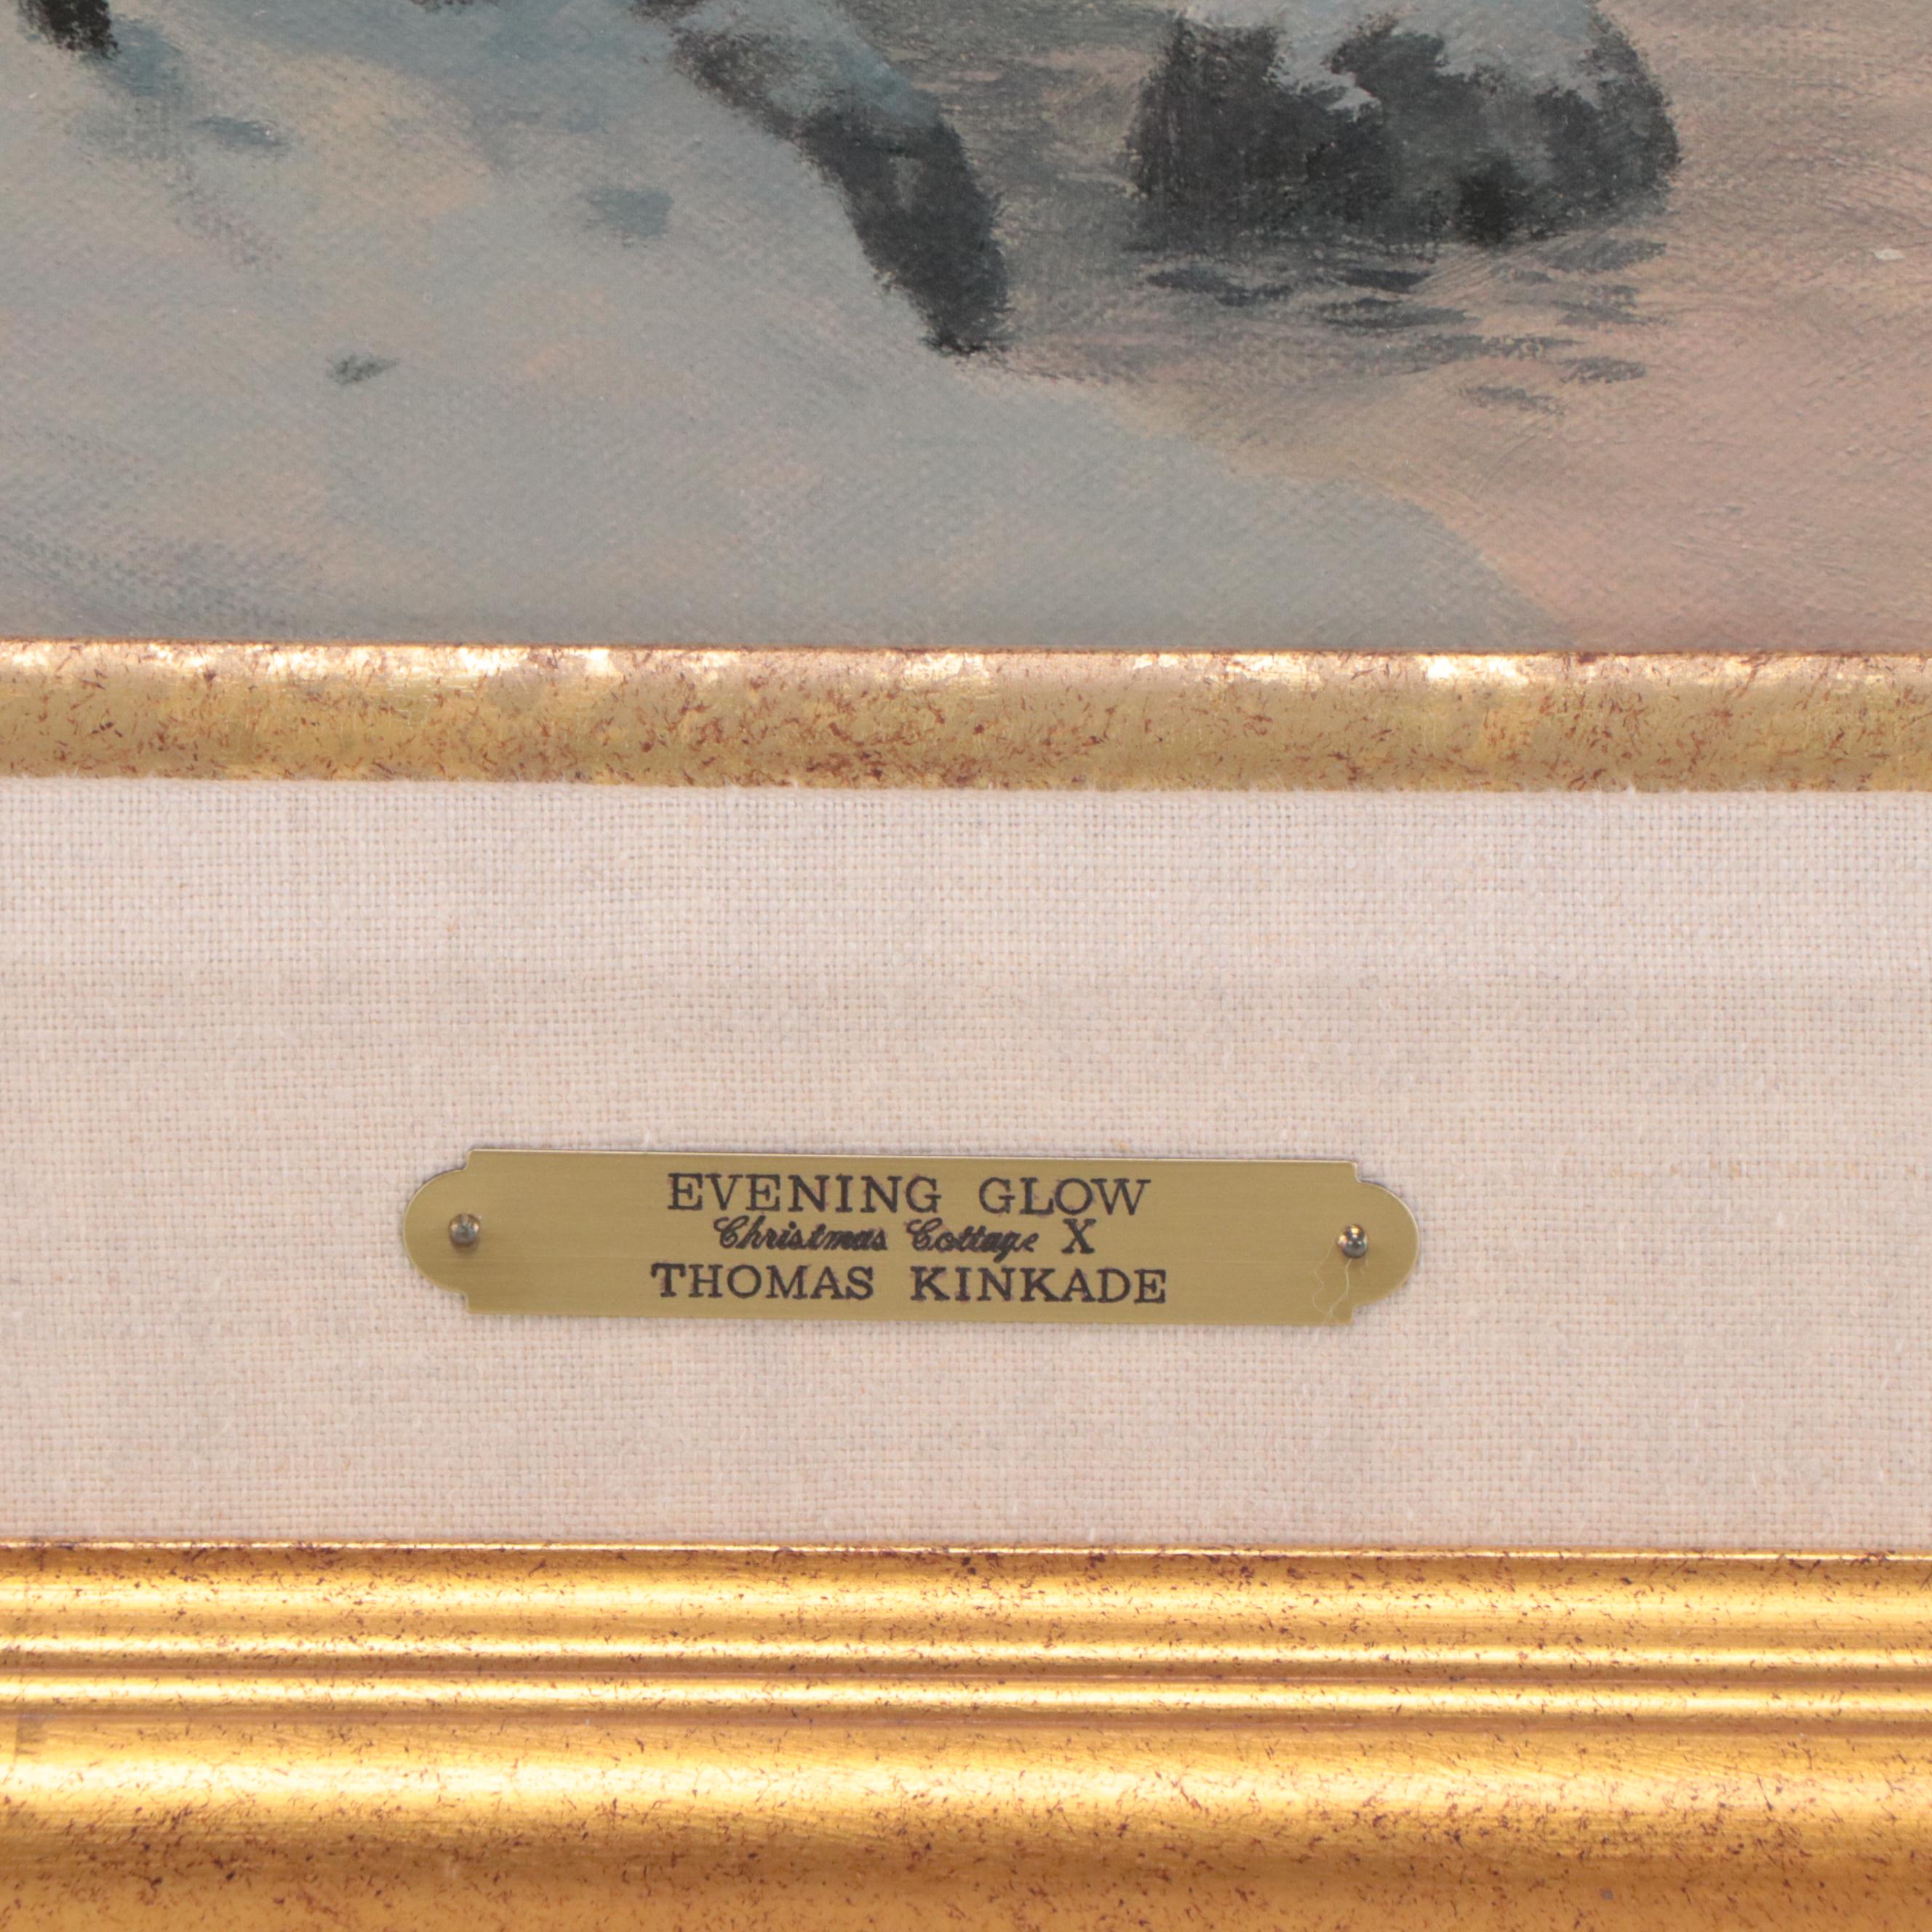 EVENING GLOW
Christmas Cottage X
THOMAS KINKADE